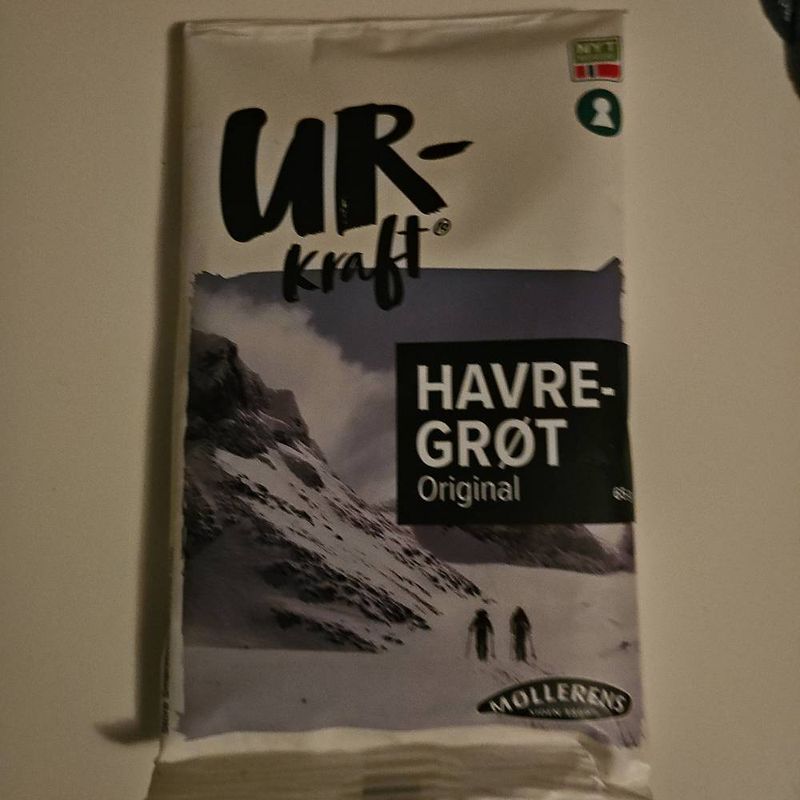 NYT
UR-
kraft®
HAVRE-
GRØT
Original
MØLLERENS